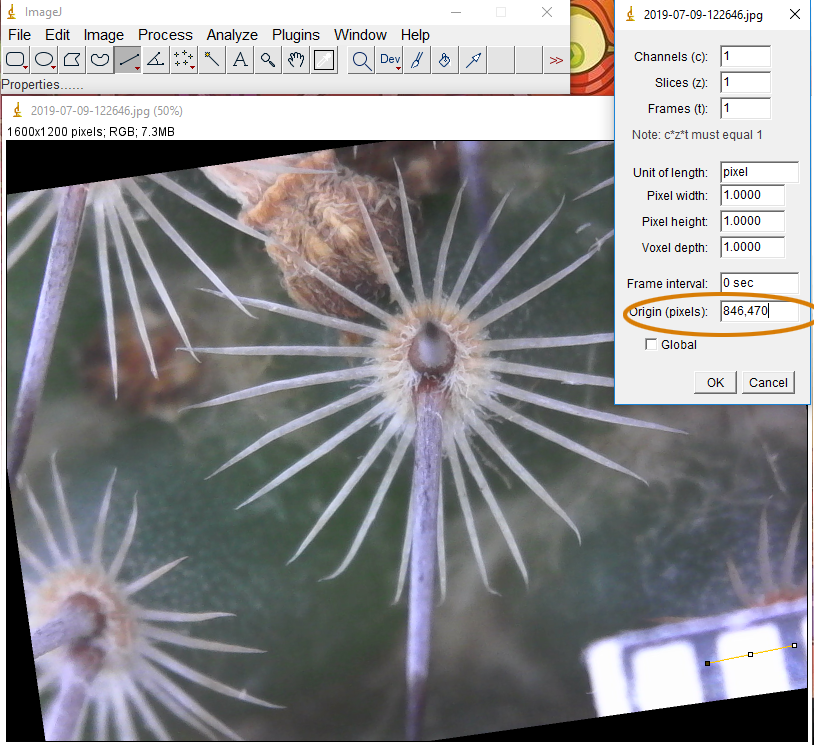 ImageJ
File Edit Image Process Analyze Plugins Window Help
A Dev >>
Properties......
2019-07-09-122646.jpg (50%)
1600x1200 pixels; RGB; 7.3MB
2019-07-09-122646.jpg
Channels (c): 1
Slices (z): 1
Frames (t): 1
Note: c*z*t must equal 1
Unit of length: pixel
Pixel width: 1.0000
Pixel height: 1.0000
Voxel depth: 1.0000
Frame interval: 0 sec
Origin (pixels): 846,470
Global
OK Cancel